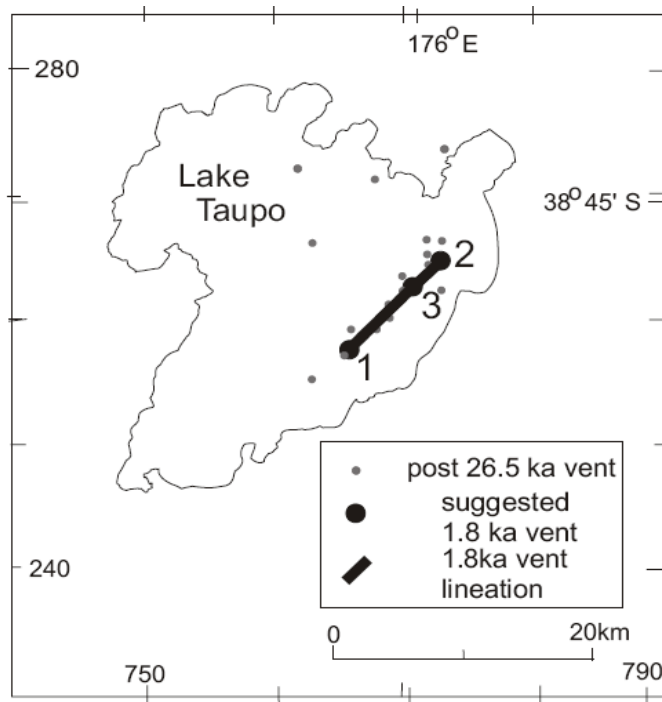 176° E
280
Lake
Taupo
38° 45' S
2
3
1
post 26.5 ka vent
suggested
1.8 ka vent
1.8ka vent
lineation
240
0 20km
750 790